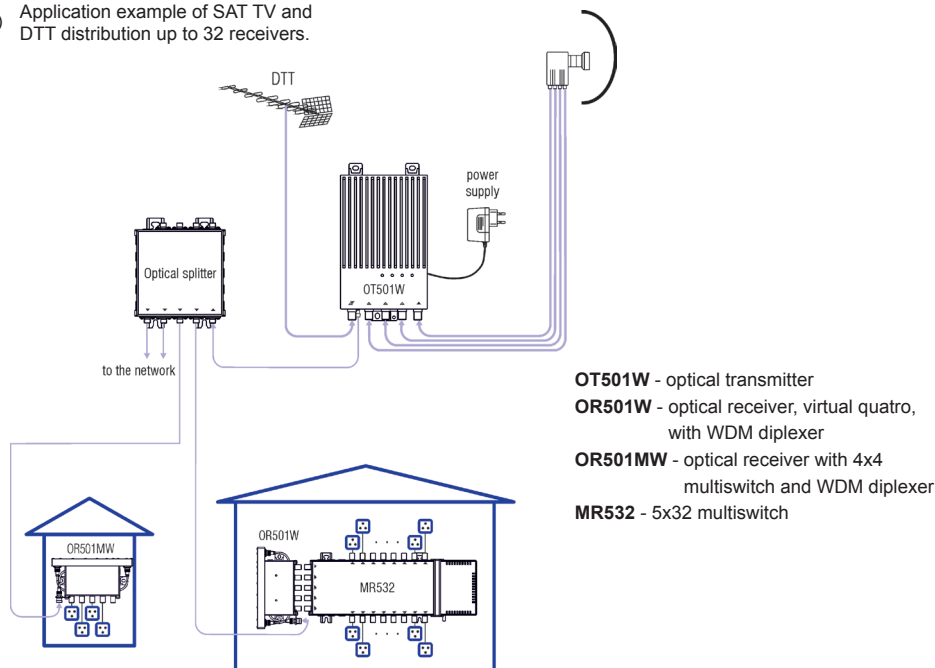 )
Application example of SAT TV and
DTT distribution up to 32 receivers.
DTT
power
supply
Optical splitter
OT501W
to the network
OT501W - optical transmitter
OR501W - optical receiver, virtual quatro,
with WDM diplexer
OR501MW - optical receiver with 4x4
multiswitch and WDM diplexer
MR532 - 5x32 multiswitch
OR501MW
OR501W
MR532